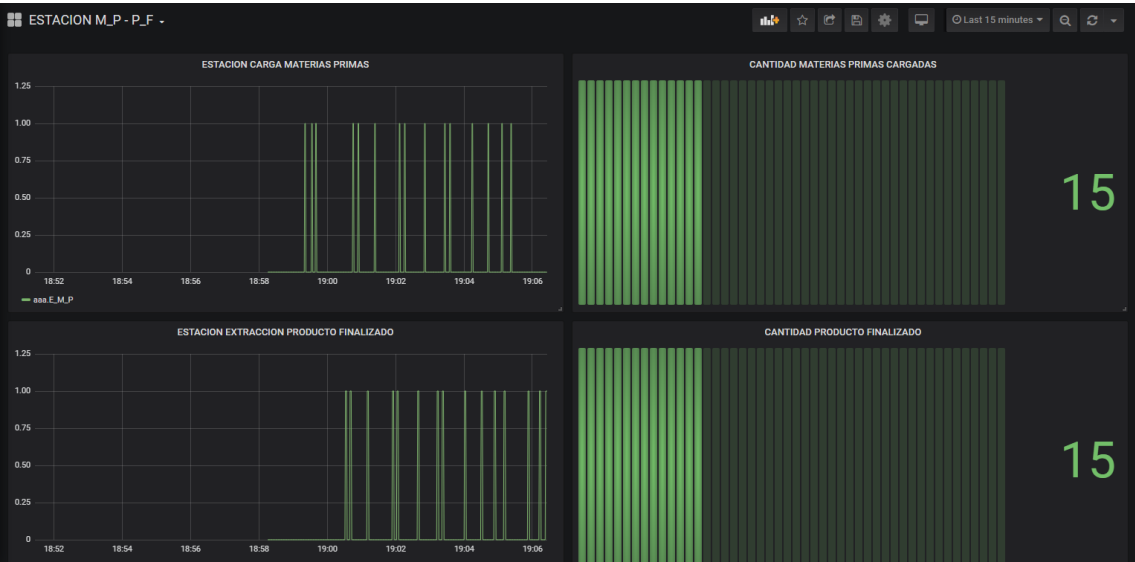 ESTACION M_P - P_F
Last 15 minutes
ESTACION CARGA MATERIAS PRIMAS
1.25
1.00
0.75
0.50
0.25
0
18:52 18:54 18:56 18:58 19:00 19:02 19:04 19:06
aaa.E_M_P
CANTIDAD MATERIAS PRIMAS CARGADAS
15
ESTACION EXTRACCION PRODUCTO FINALIZADO
1.25
1.00
0.75
0.50
0.25
0
18:52 18:54 18:56 18:58 19:00 19:02 19:04 19:06
CANTIDAD PRODUCTO FINALIZADO
15